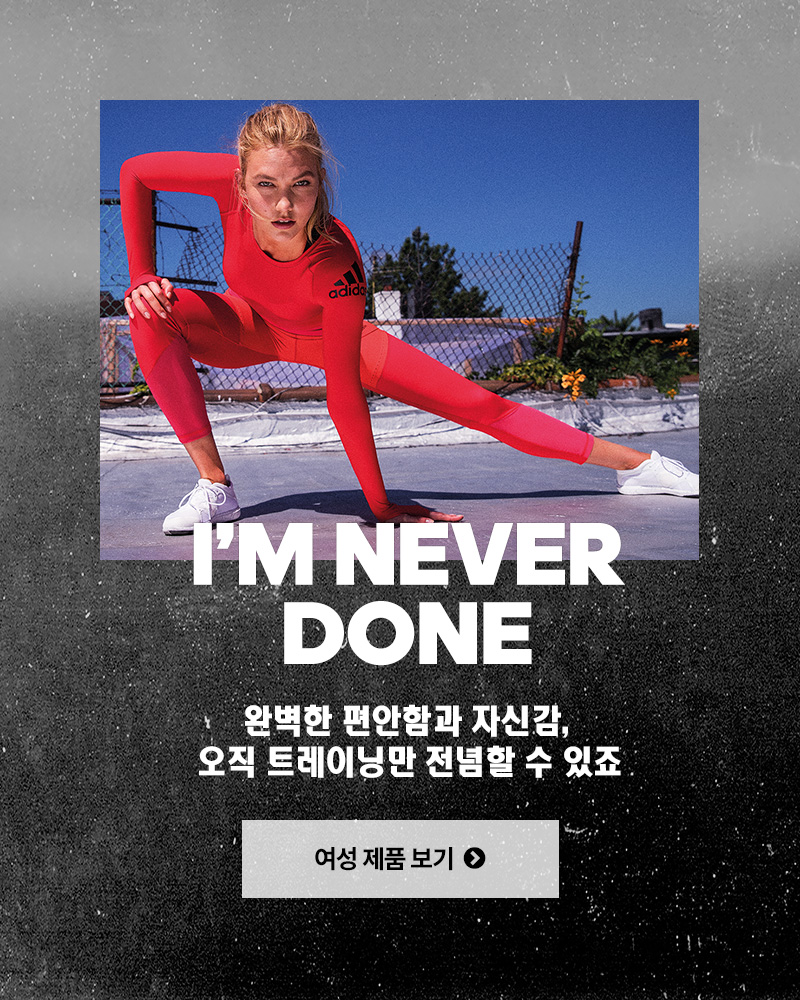 adidas
I'M NEVER
DONE
완벽한 편안함과 자신감,
오직 트레이닝만 전념할 수 있죠
여성 제품 보기